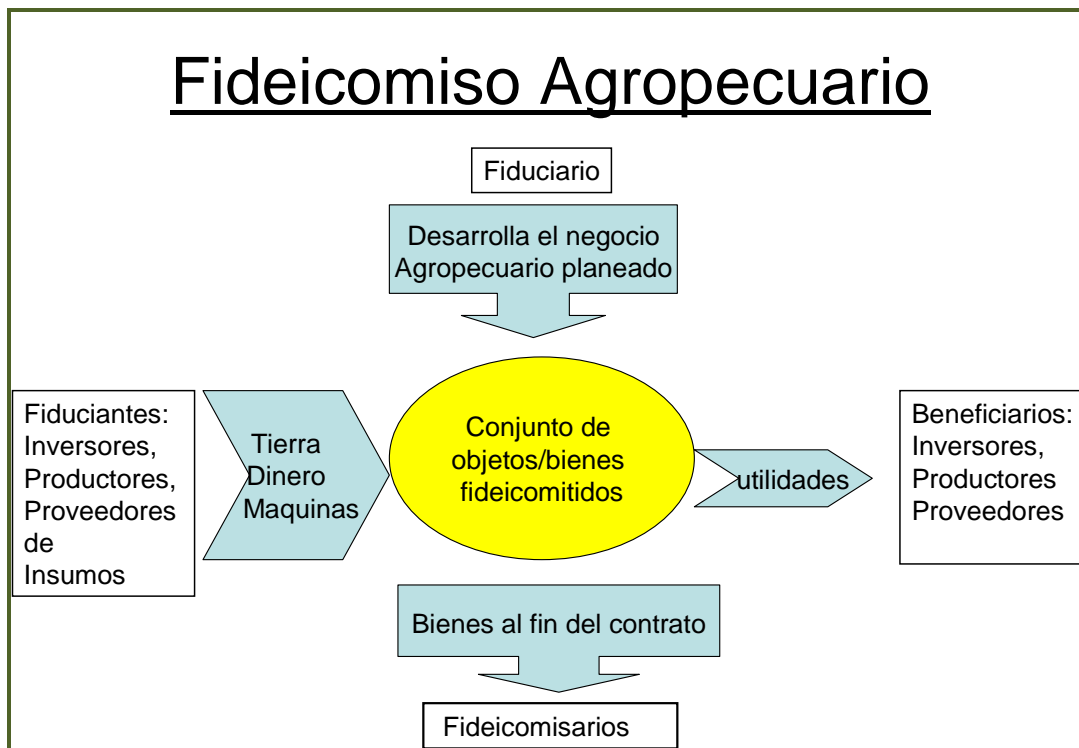 Fideicomiso Agropecuario
Fiduciario
Desarrolla el negocio
Agropecuario planeado
Fiduciantes:
Inversores,
Productores,
Proveedores
de
Insumos
Tierra
Dinero
Maquinas
Conjunto de
objetos/bienes
fideicomitidos
utilidades
Beneficiarios:
Inversores,
Productores
Proveedores
Bienes al fin del contrato
Fideicomisarios